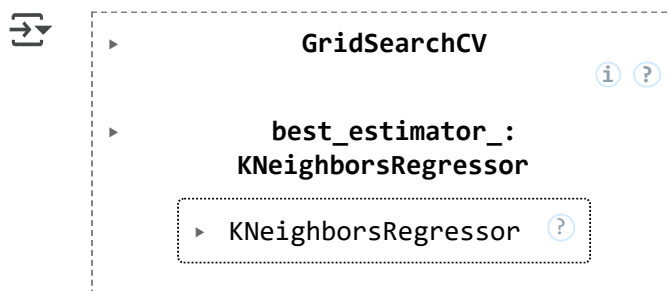 GridSearchCV
i ?
best_estimator_:
KNeighborsRegressor
KNeighborsRegressor ?